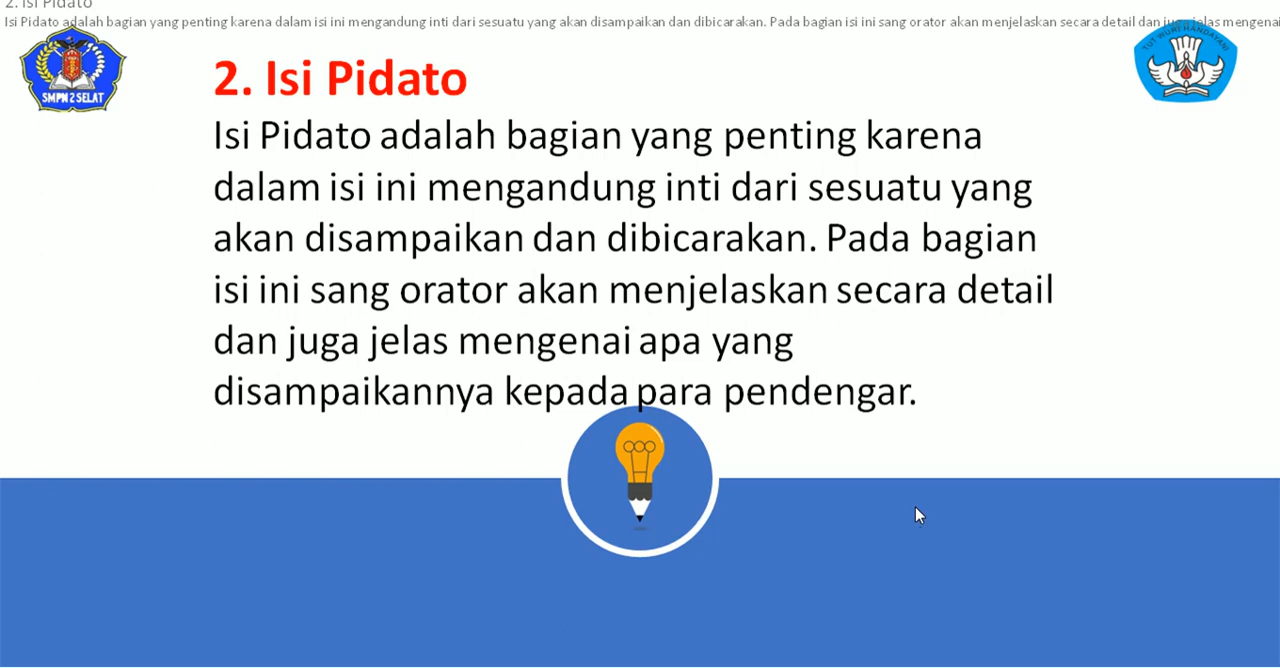 2. Isi Pidato
Isi Pidato adalah bagian yang penting karena dalam isi ini mengandung inti dari sesuatu yang akan disampaikan dan dibicarakan. Pada bagian isi ini sang orator akan menjelaskan secara detail dan juga jelas mengenai
SMPN 2 SELAT
TUT WURI HANDAYANI
2. Isi Pidato
Isi Pidato adalah bagian yang penting karena
dalam isi ini mengandung inti dari sesuatu yang
akan disampaikan dan dibicarakan. Pada bagian
isi ini sang orator akan menjelaskan secara detail
dan juga jelas mengenai apa yang
disampaikannya kepada para pendengar.